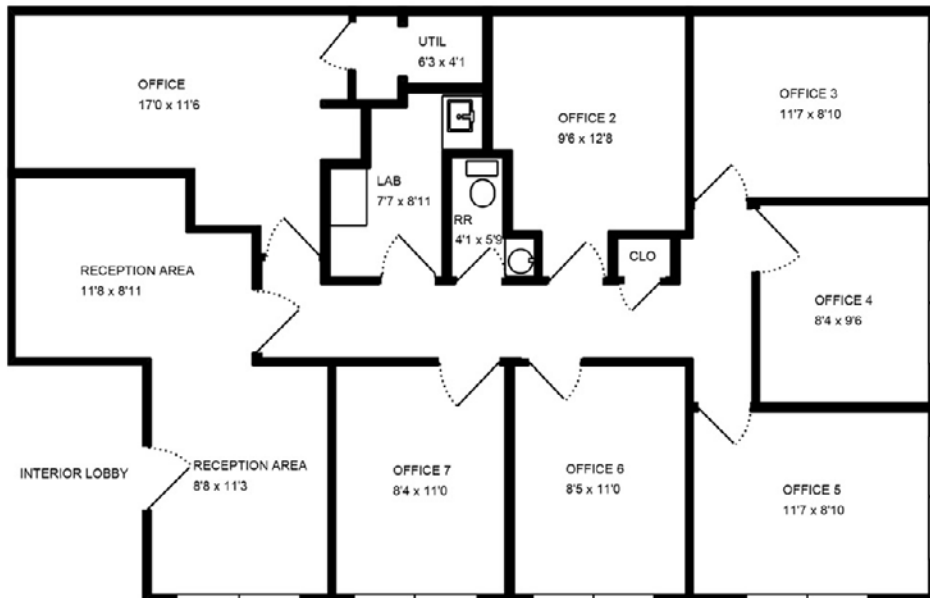 UTIL
6'3 x 4'1
OFFICE
17'0 x 11'6
OFFICE 3
11'7 x 8'10
OFFICE 2
9'6 x 12'8
LAB
7'7 x 8'11
RR
4'1 x 5'9
RECEPTION AREA
11'8 x 8'11
CLO
OFFICE 4
8'4 x 9'6
INTERIOR LOBBY
RECEPTION AREA
8'8 x 11'3
OFFICE 7
8'4 x 11'0
OFFICE 6
8'5 x 11'0
OFFICE 5
11'7 x 8'10